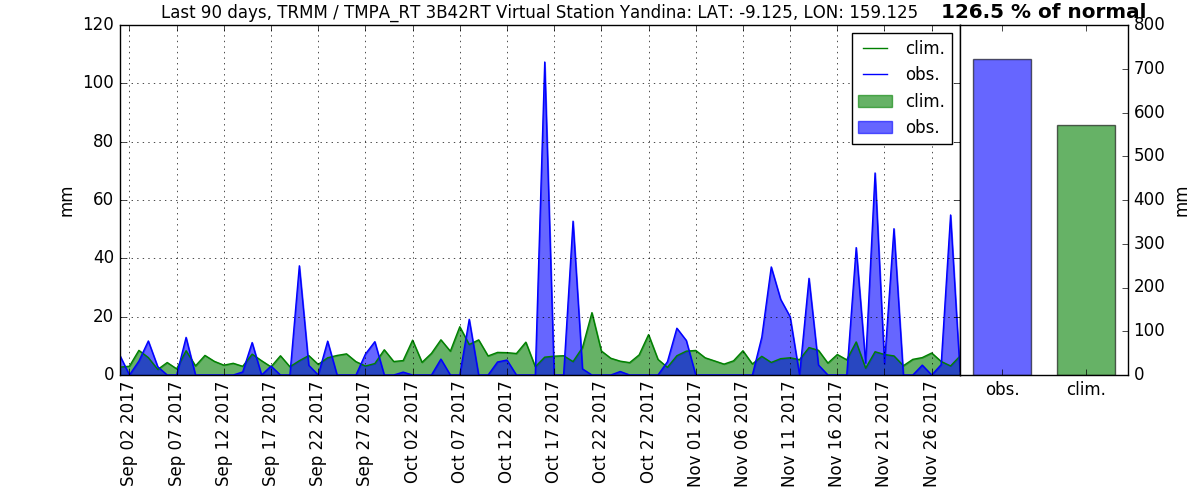 Last 90 days, TRMM / TMPA_RT 3B42RT Virtual Station Yandina: LAT: -9.125, LON: 159.125
126.5 % of normal
120
100
80
60
40
20
0
mm
clim.
obs.
clim.
obs.
800
700
600
500
400
300
200
100
0
mm
Sep 02 2017
Sep 07 2017
Sep 12 2017
Sep 17 2017
Sep 22 2017
Sep 27 2017
Oct 02 2017
Oct 07 2017
Oct 12 2017
Oct 17 2017
Oct 22 2017
Oct 27 2017
Nov 01 2017
Nov 06 2017
Nov 11 2017
Nov 16 2017
Nov 21 2017
Nov 26 2017
obs.
clim.